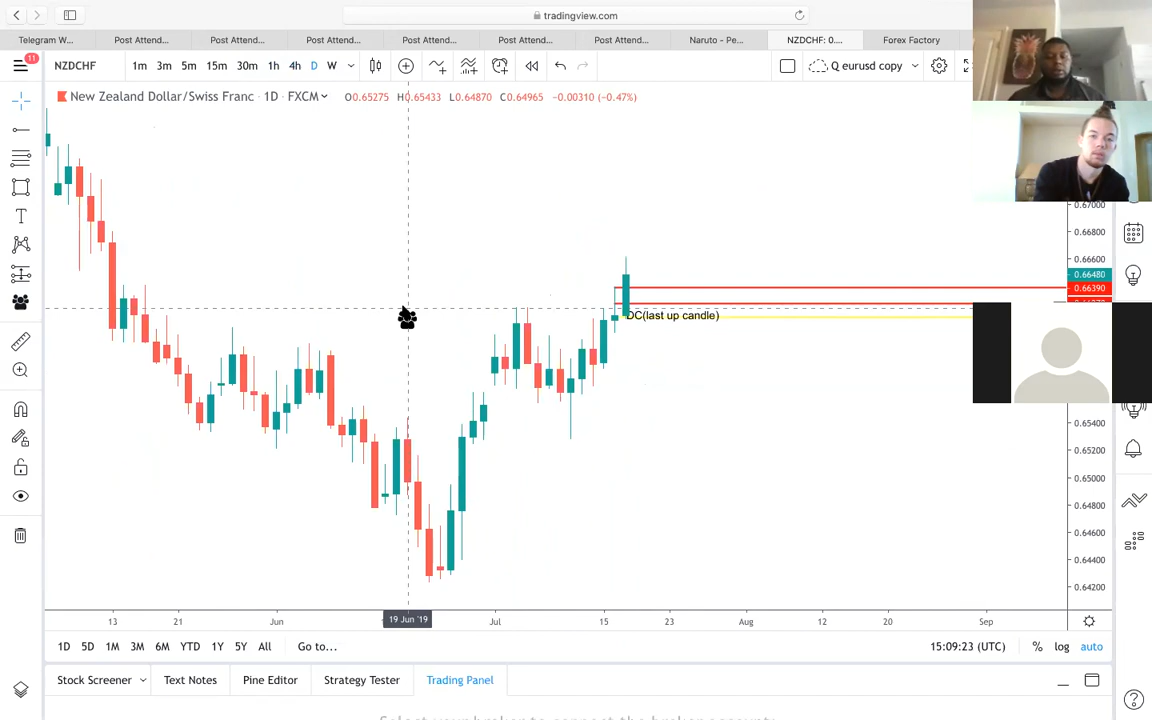 tradingview.com
Telegram W...
Post Attend...
Post Attend...
Post Attend...
Post Attend...
Post Attend...
Post Attend...
Naruto - Pe...
NZDCHF: 0....
Forex Factory
11
NZDCHF
1m 3m 5m 15m 30m 1h 4h D W
Q eurusd copy
New Zealand Dollar/Swiss Franc · 1D · FXCM
O0.65275 H0.65433 L0.64870 C0.64965 −0.00310 (−0.47%)
0.67000
0.66800
0.66600
0.66480
0.66390
DC(last up candle)
0.65400
0.65200
0.65000
0.64800
0.64600
0.64400
0.64200
13 21 Jun 19 Jun '19 Jul 15 23 Aug 12 20 Sep
1D 5D 1M 3M 6M YTD 1Y 5Y All Go to...
15:09:23 (UTC) % log auto
Stock Screener Text Notes Pine Editor Strategy Tester Trading Panel